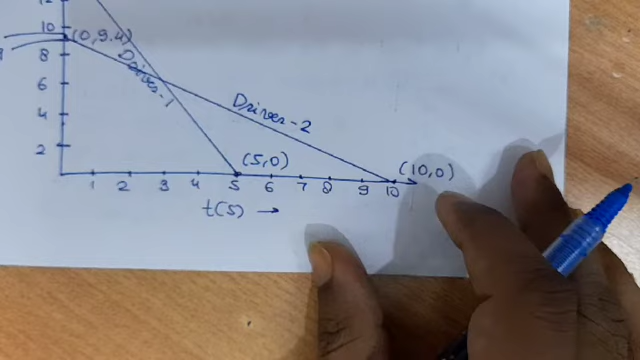 12
10
(0,9.4)
8
Driver-1
6
Driver-2
4
2
(5,0)
(10,0)
1 2 3 4 5 6 7 8 9 10
t(s) →